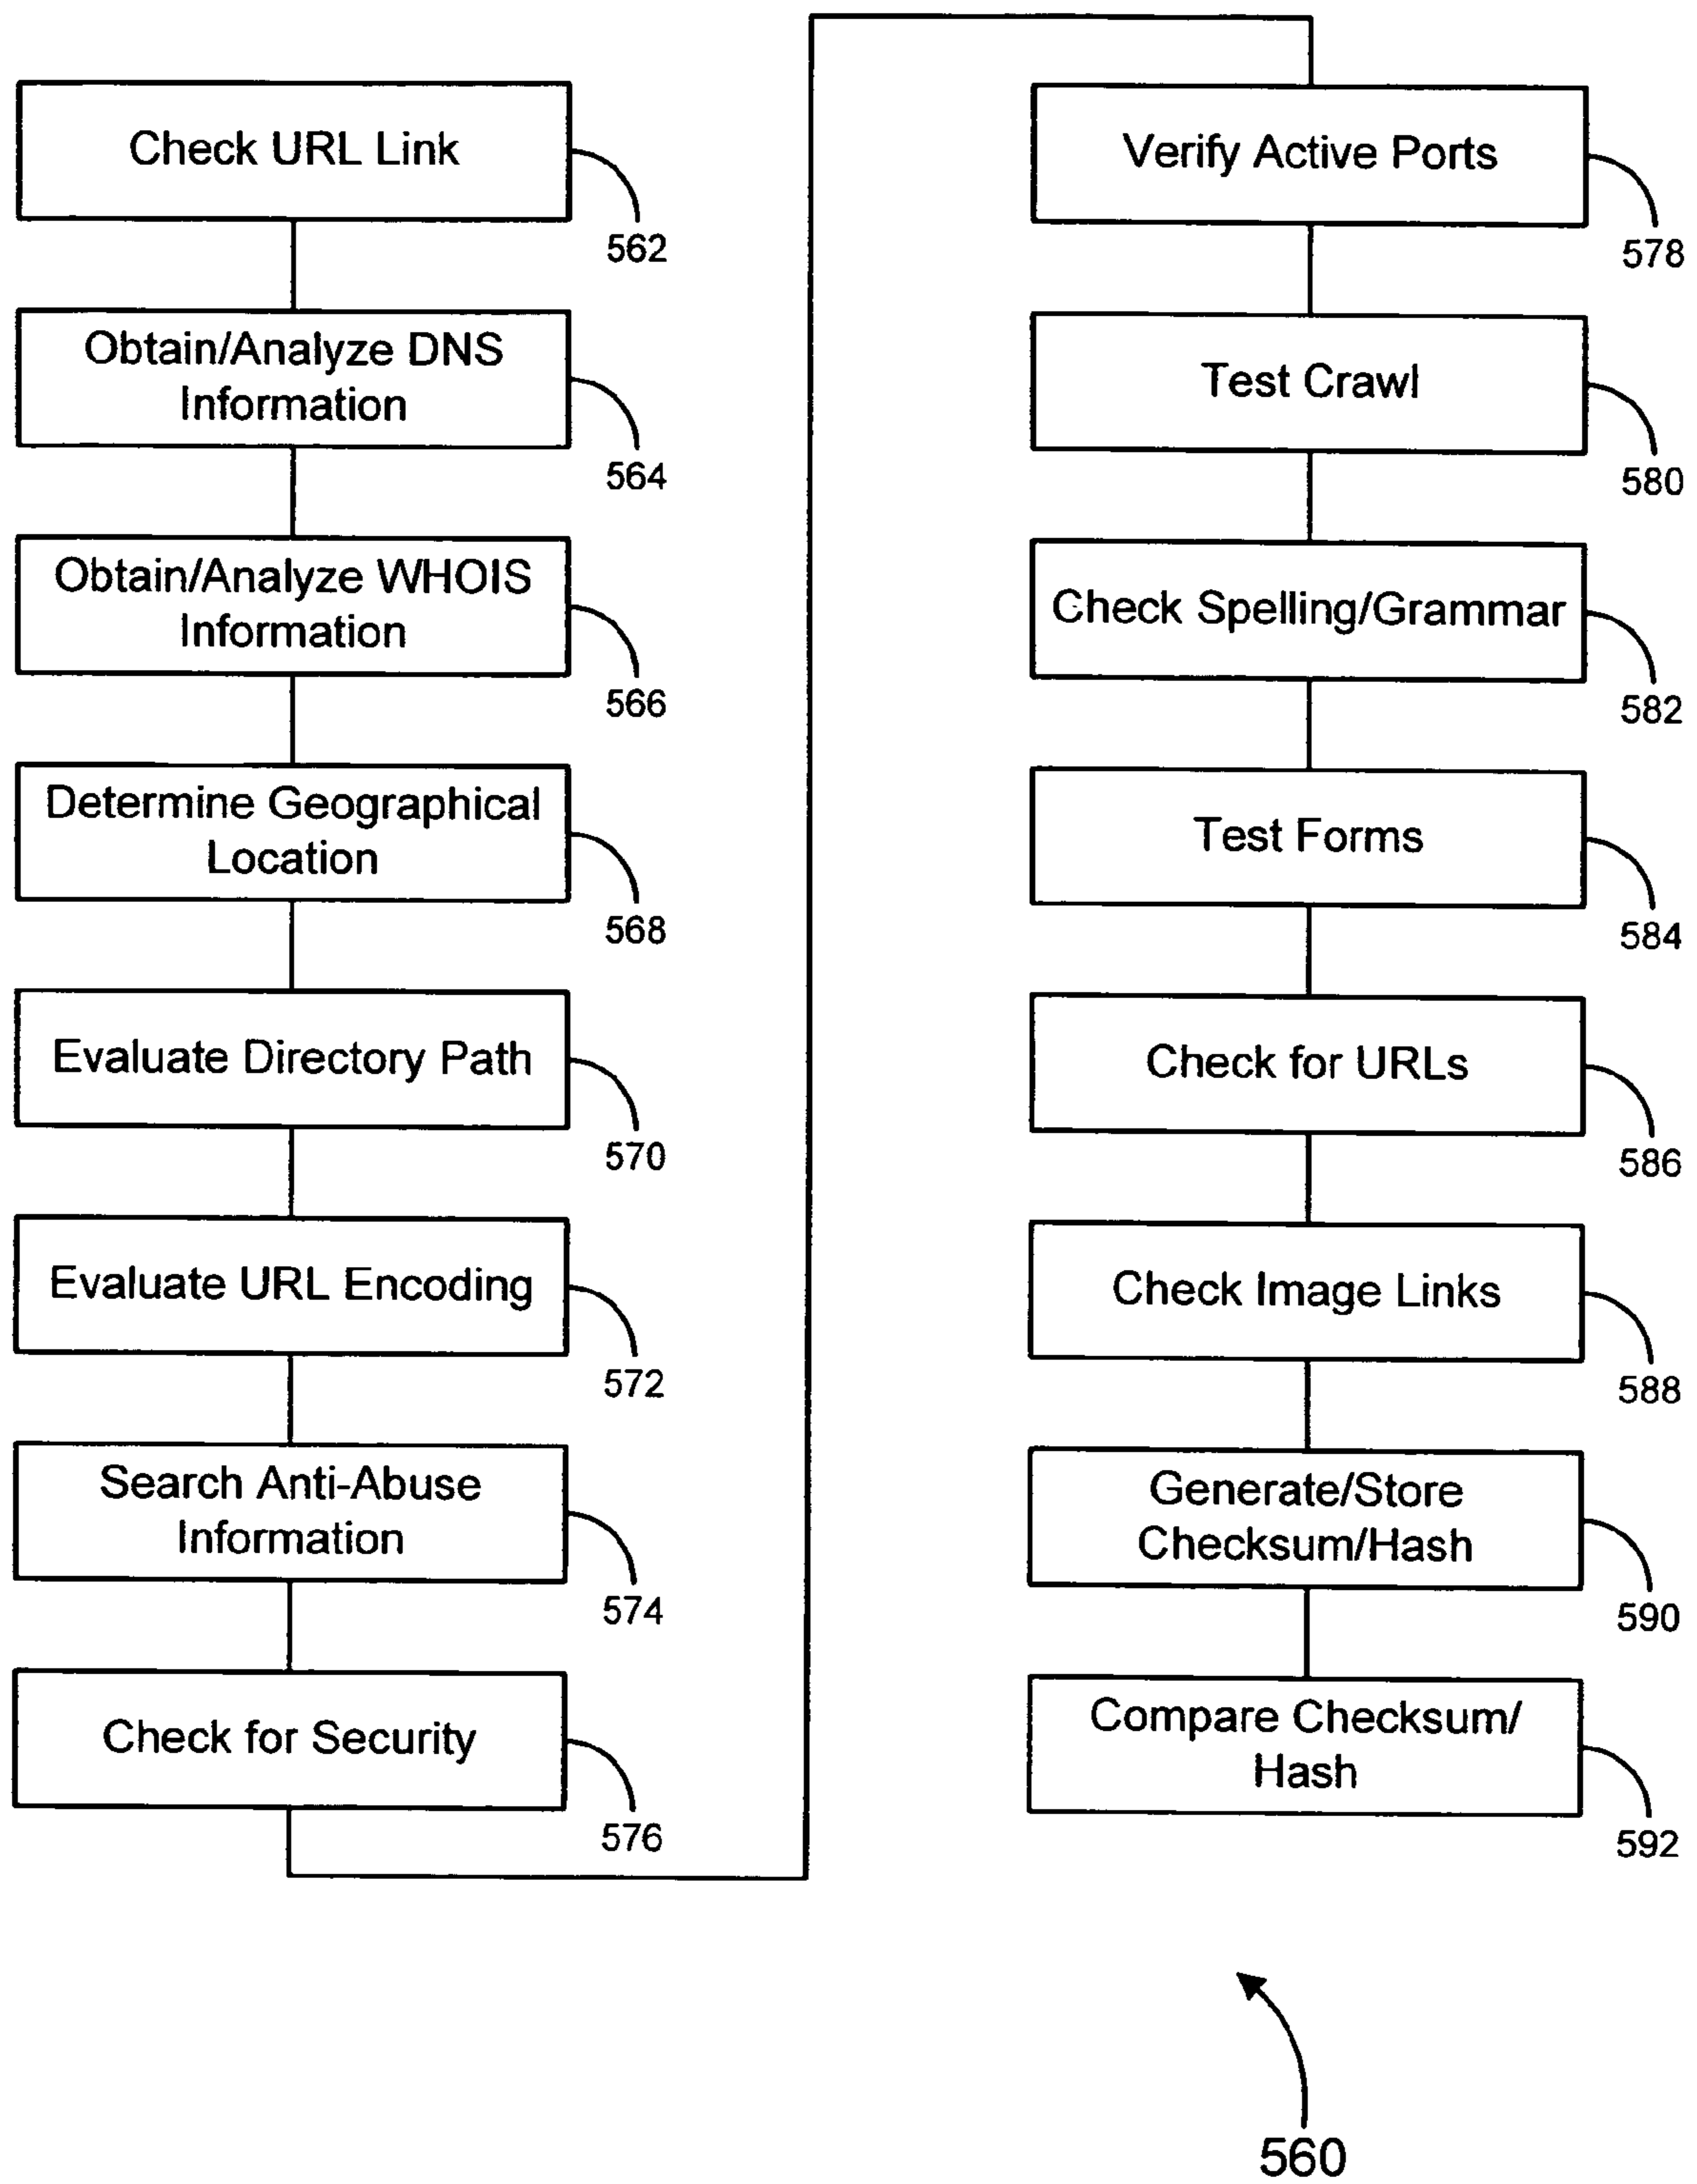 Check URL Link
562
Obtain/Analyze DNS
Information
564
Obtain/Analyze WHOIS
Information
566
Determine Geographical
Location
568
Evaluate Directory Path
570
Evaluate URL Encoding
572
Search Anti-Abuse
Information
574
Check for Security
576
Verify Active Ports
578
Test Crawl
580
Check Spelling/Grammar
582
Test Forms
584
Check for URLs
586
Check Image Links
588
Generate/Store
Checksum/Hash
590
Compare Checksum/
Hash
592
560